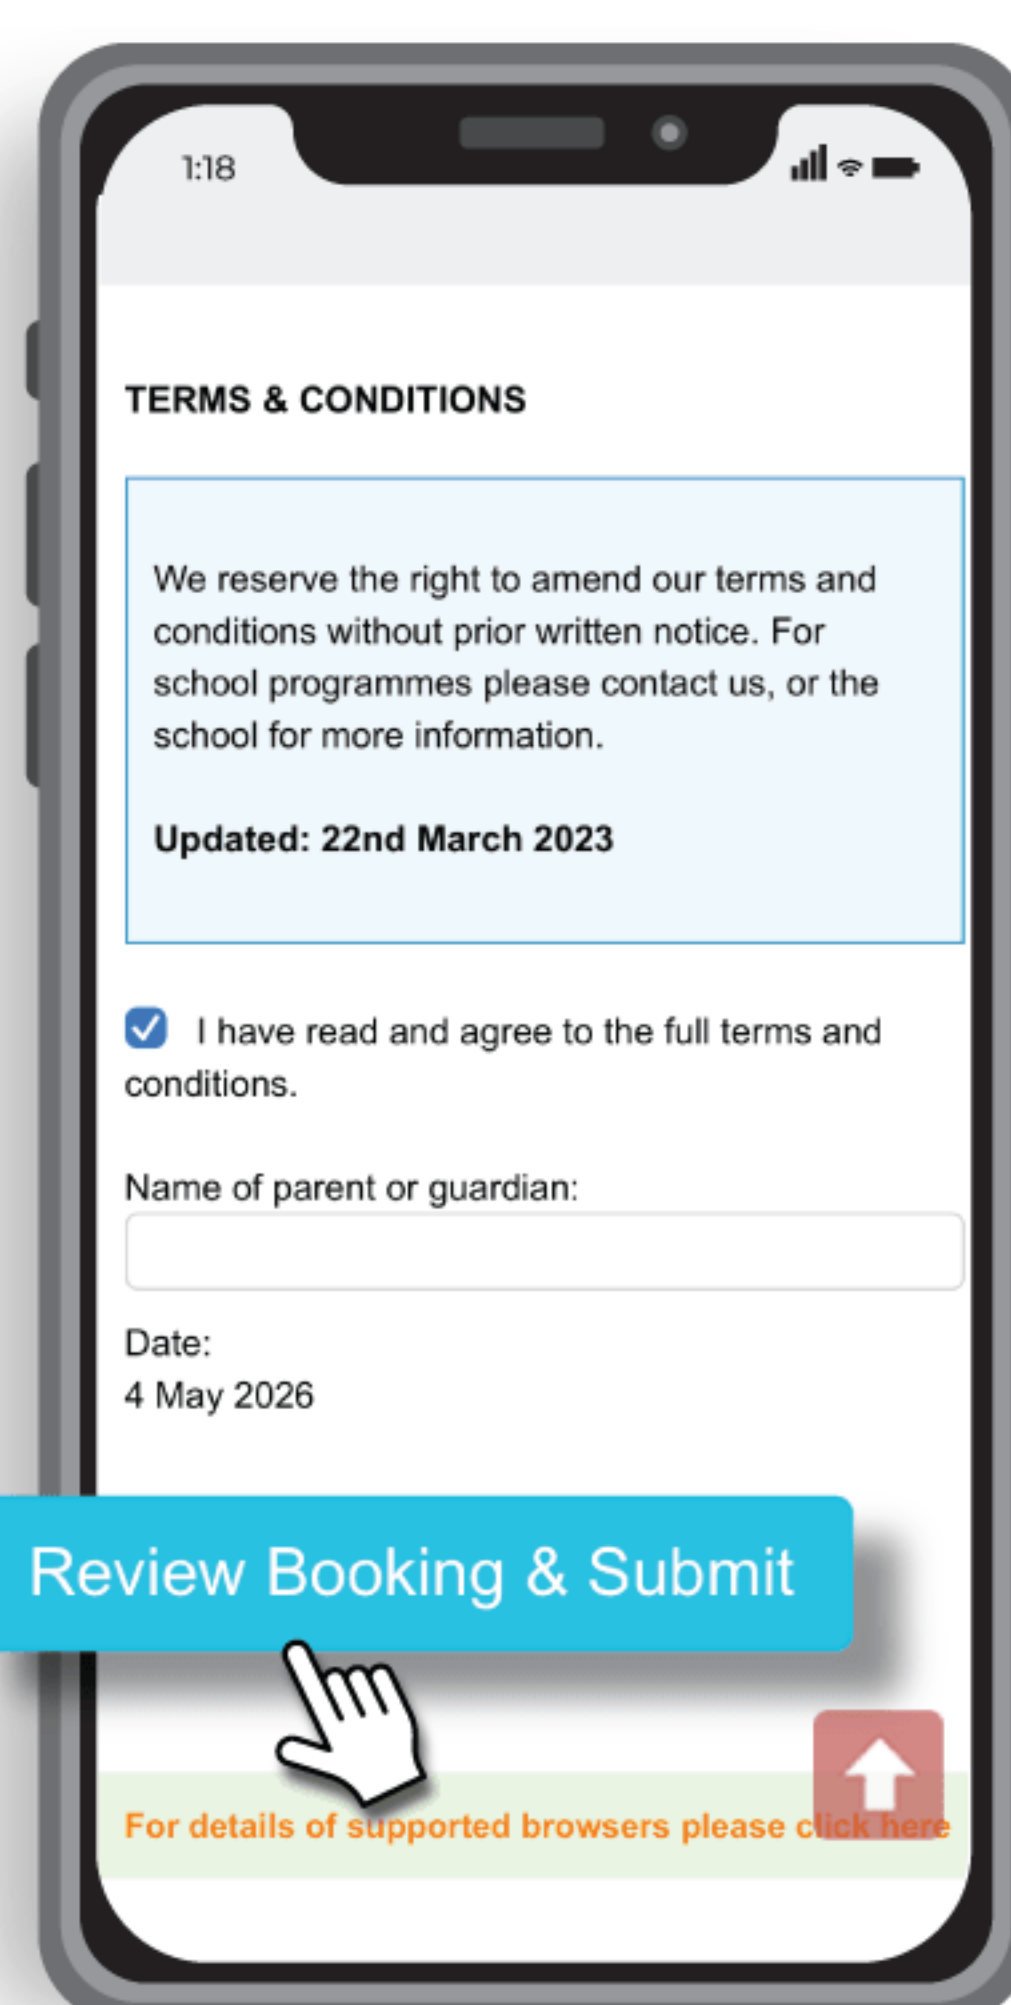 1:18
TERMS & CONDITIONS
We reserve the right to amend our terms and
conditions without prior written notice. For
school programmes please contact us, or the
school for more information.
Updated: 22nd March 2023
I have read and agree to the full terms and
conditions.
Name of parent or guardian:
Date:
4 May 2026
Review Booking & Submit
For details of supported browsers please click here